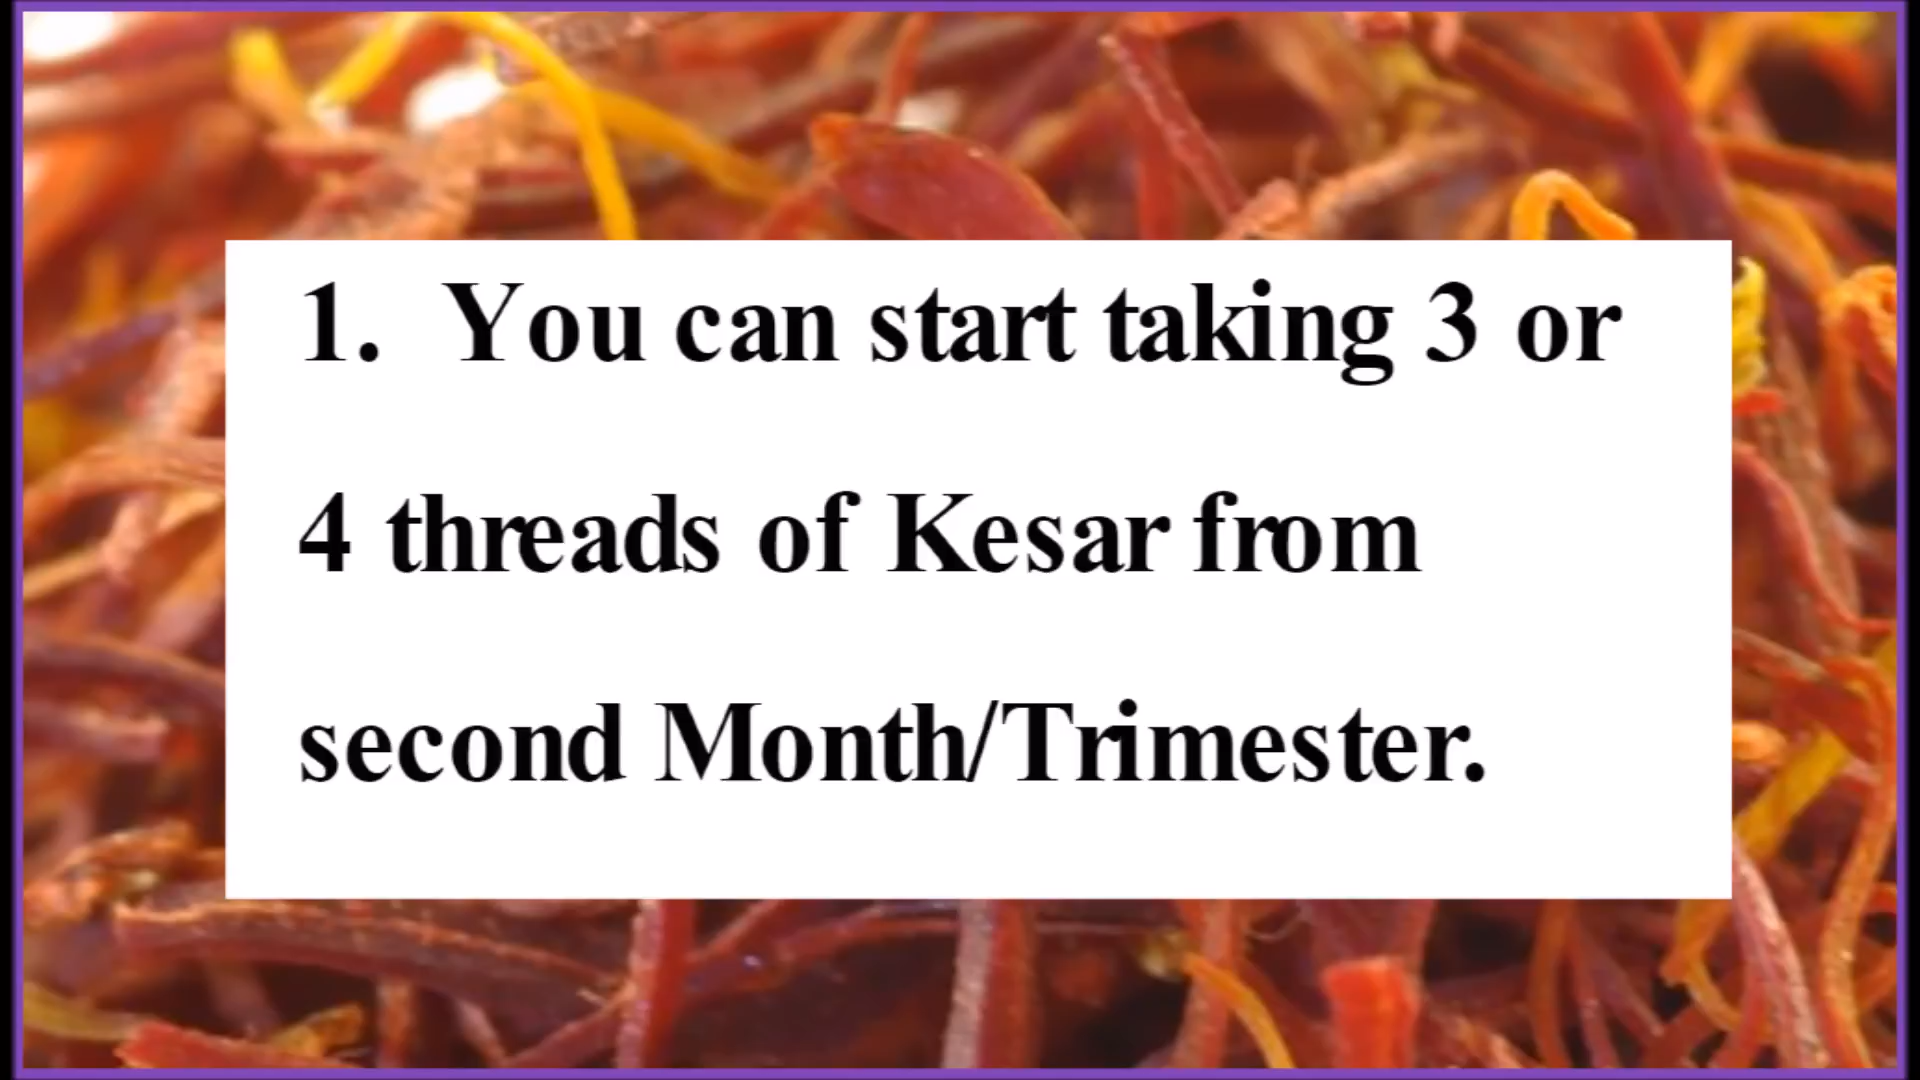 1. You can start taking 3 or
4 threads of Kesar from
second Month/Trimester.